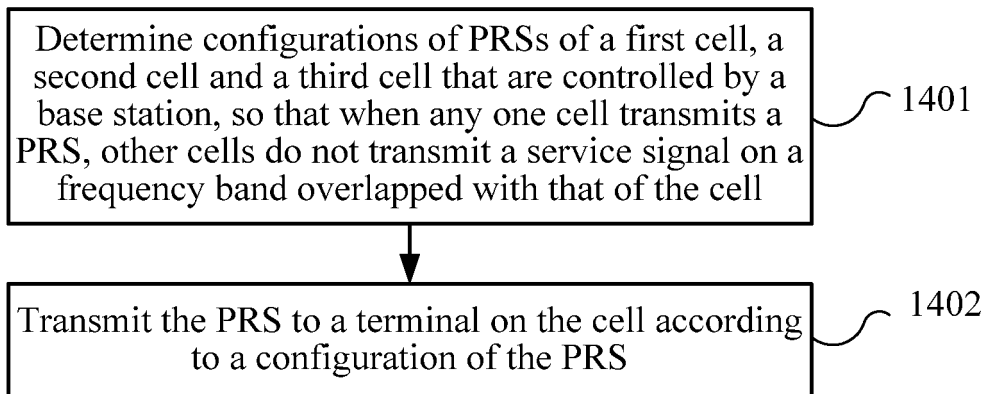 Determine configurations of PRSs of a first cell, a
second cell and a third cell that are controlled by a
base station, so that when any one cell transmits a
PRS, other cells do not transmit a service signal on a
frequency band overlapped with that of the cell
1401
Transmit the PRS to a terminal on the cell according
to a configuration of the PRS
1402